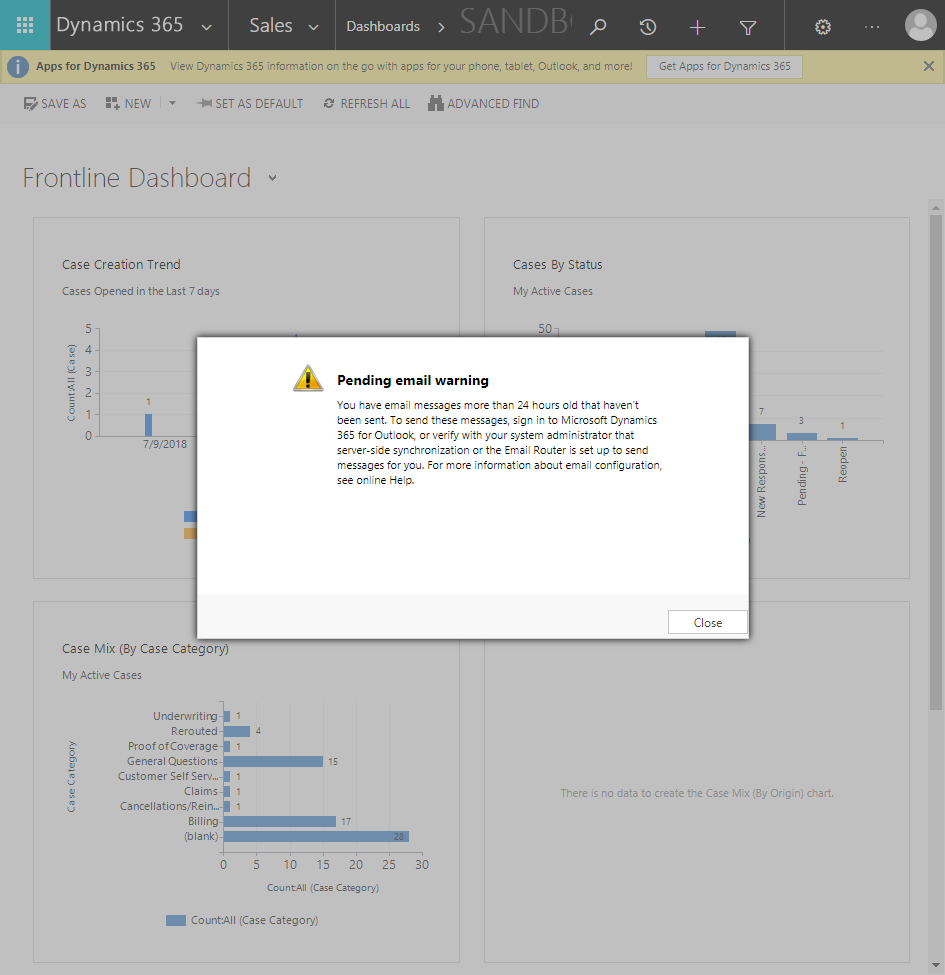 Dynamics 365
Sales
Dashboards
SANDB
Apps for Dynamics 365 View Dynamics 365 information on the go with apps for your phone, tablet, Outlook, and more! Get Apps for Dynamics 365
SAVE AS NEW SET AS DEFAULT REFRESH ALL ADVANCED FIND
Frontline Dashboard
Case Creation Trend
Cases Opened in the Last 7 days
Count:All (Case)
5
4
3
2
1
0
1
7/9/2018
Cases By Status
My Active Cases
50
7
3
1
New Respons...
Pending - F...
Reopen
Pending email warning
You have email messages more than 24 hours old that haven't
been sent. To send these messages, sign in to Microsoft Dynamics
365 for Outlook, or verify with your system administrator that
server-side synchronization or the Email Router is set up to send
messages for you. For more information about email configuration,
see online Help.
Close
Case Mix (By Case Category)
My Active Cases
Case Category
Underwriting 1
Rerouted 4
Proof of Coverage 1
General Questions 15
Customer Self Serv... 1
Claims 1
Cancellations/Rein... 1
Billing 17
(blank) 28
0 5 10 15 20 25 30
Count:All (Case Category)
Count:All (Case Category)
There is no data to create the Case Mix (By Origin) chart.